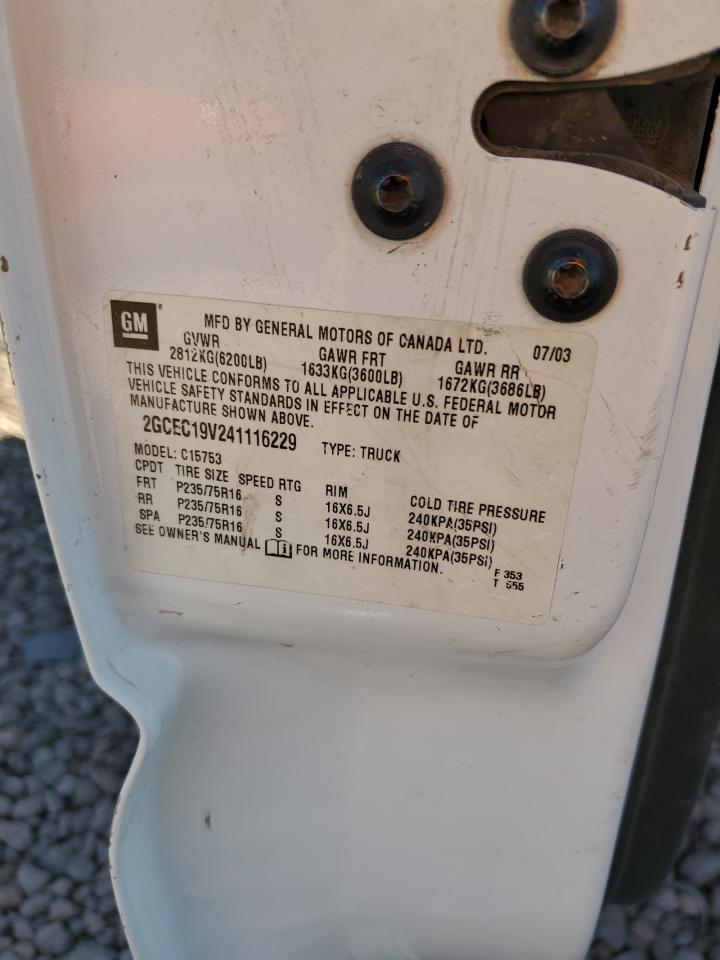 GM
MFD BY GENERAL MOTORS OF CANADA LTD. 07/03
GVWR GAWR FRT GAWR RR
2812KG(6200LB) 1633KG(3600LB) 1672KG(3686LB)
THIS VEHICLE CONFORMS TO ALL APPLICABLE U.S. FEDERAL MOTOR
VEHICLE SAFETY STANDARDS IN EFFECT ON THE DATE OF
MANUFACTURE SHOWN ABOVE.
2GCEC19V241116229 TYPE: TRUCK
MODEL: C15753
CPDT TIRE SIZE SPEED RTG RIM COLD TIRE PRESSURE
FRT P235/75R16 S 16X6.5J 240KPA(35PSI)
RR P235/75R16 S 16X6.5J 240KPA(35PSI)
SPA P235/75R16 S 16X6.5J 240KPA(35PSI)
SEE OWNER'S MANUAL FOR MORE INFORMATION.
F 353
T 555